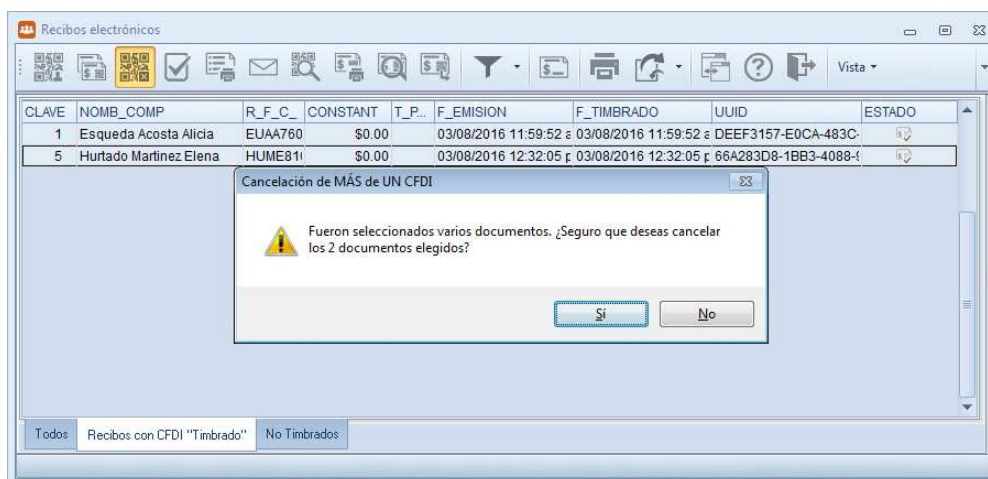 Recibos electrónicos
Vista
CLAVE NOMB_COMP R_F_C_ CONSTANT T_P... F_EMISION F_TIMBRADO UUID ESTADO
1 Esqueda Acosta Alicia EUAA760 $0.00 03/08/2016 11:59:52 a 03/08/2016 11:59:52 a DEEF3157-E0CA-483C-
5 Hurtado Martinez Elena HUME81 $0.00 03/08/2016 12:32:05 p 03/08/2016 12:32:05 p 66A283D8-1BB3-4088-9
Cancelación de MÁS de UN CFDI
Fueron seleccionados varios documentos. ¿Seguro que deseas cancelar
los 2 documentos elegidos?
Sí No
Todos Recibos con CFDI "Timbrado" No Timbrados